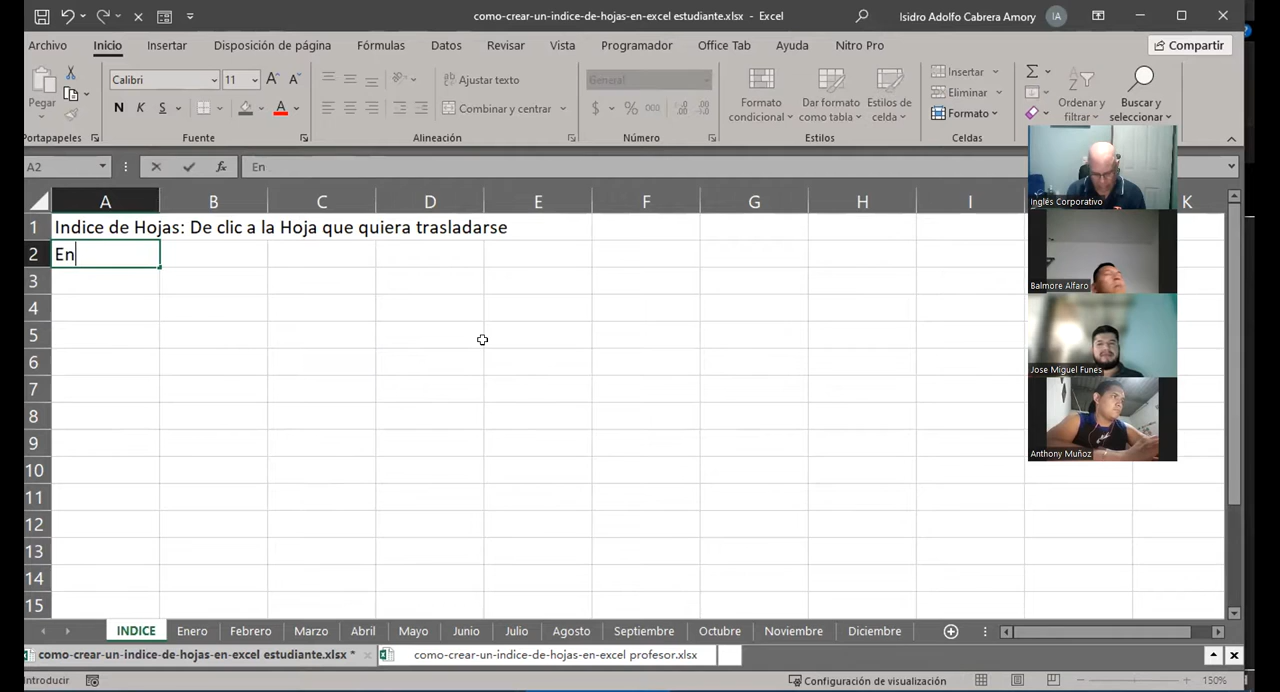 como-crear-un-indice-de-hojas-en-excel estudiante.xlsx - Excel
Isidro Adolfo Cabrera Amory
IA
Archivo
Inicio
Insertar
Disposición de página
Fórmulas
Datos
Revisar
Vista
Programador
Office Tab
Ayuda
Nitro Pro
Compartir
Pegar
Portapapeles
Calibri
11
N K S
Fuente
Ajustar texto
Combinar y centrar
Alineación
General
$ % 000
Número
Formato condicional
Dar formato como tabla
Estilos de celda
Estilos
Insertar
Eliminar
Formato
Celdas
Ordenar y filtrar
Buscar y seleccionar
A2
fx
En
A B C D E F G H I K
1 Indice de Hojas: De clic a la Hoja que quiera trasladarse
2 En
3
4
5
6
7
8
9
10
11
12
13
14
15
Inglés Corporativo
Balmore Alfaro
Jose Miguel Funes
Anthony Muñoz
INDICE Enero Febrero Marzo Abril Mayo Junio Julio Agosto Septiembre Octubre Noviembre Diciembre
como-crear-un-indice-de-hojas-en-excel estudiante.xlsx *
como-crear-un-indice-de-hojas-en-excel profesor.xlsx
Introducir
Configuración de visualización
150%